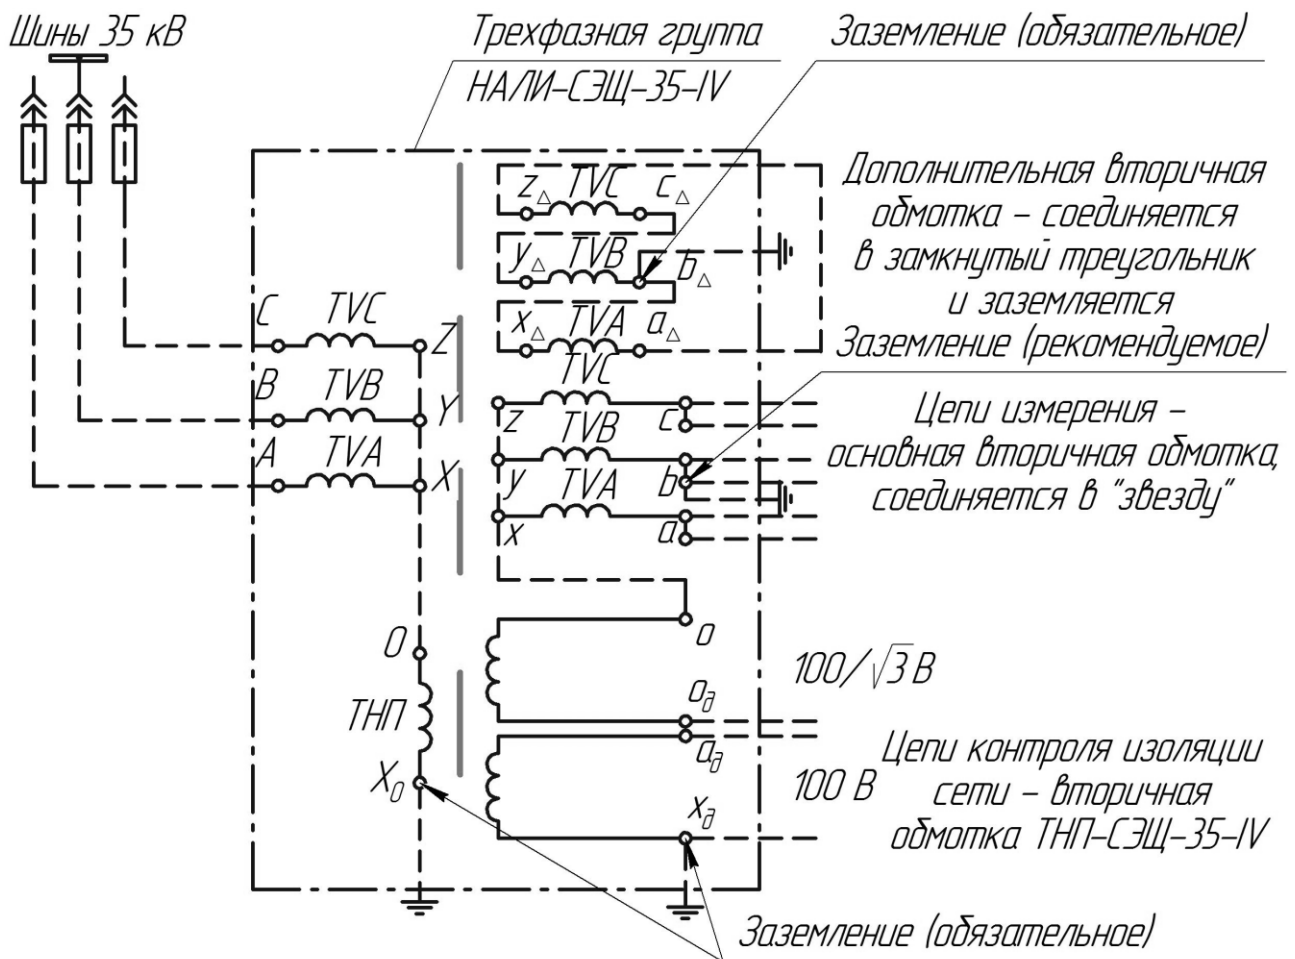 Шины 35 кВ
Трехфазная группа
НАЛИ-СЭЩ-35-IV
Заземление (обязательное)
z△ TVC c△
y△ TVB b△
x△ TVA a△
Дополнительная вторичная
обмотка - соединяется
в замкнутый треугольник
и заземляется
Заземление (рекомендуемое)
C TVC Z
B TVB Y
A TVA X
TVC
z c
TVB
y b
TVA
x a
Цепи измерения -
основная вторичная обмотка,
соединяется в "звезду"
O
ТНП
X₀
o
oд
100/√3 В
aд
xд
100 В
Цепи контроля изоляции
сети - вторичная
обмотка ТНП-СЭЩ-35-IV
Заземление (обязательное)